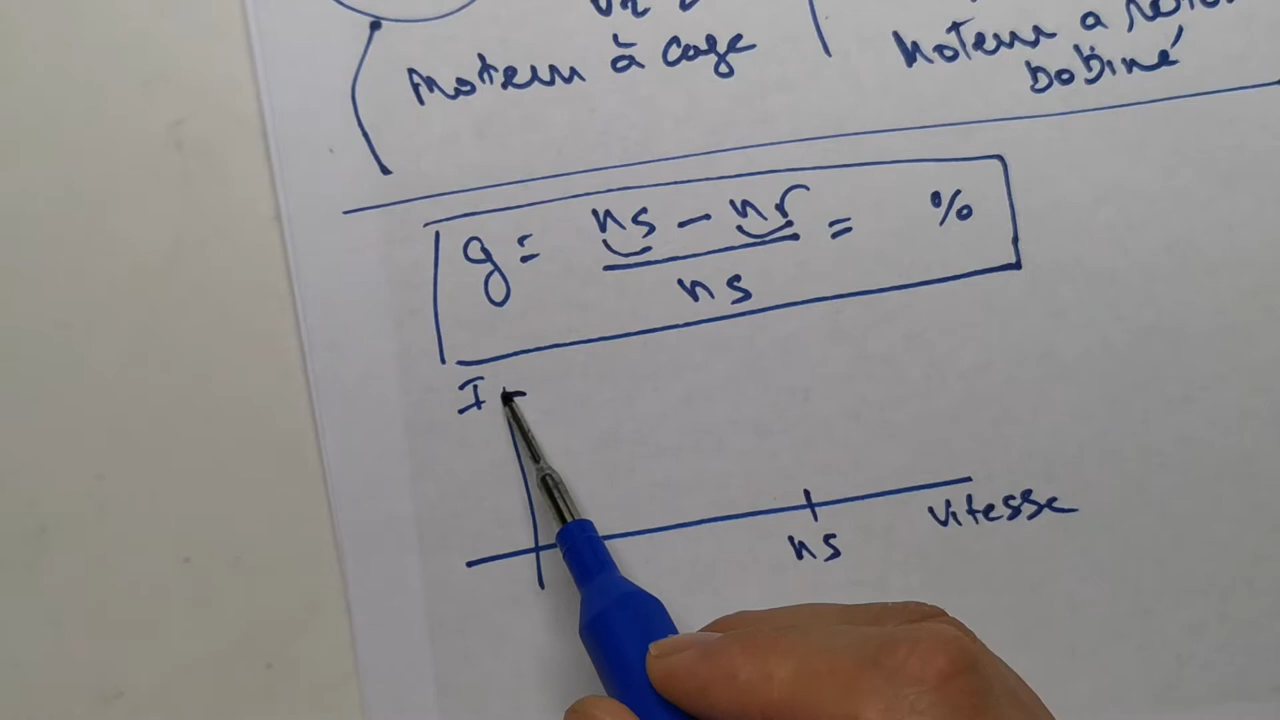 Moteur à cage
Moteur a rotor
bobiné
g = ns - nr = %
ns
I
ns
vitesse